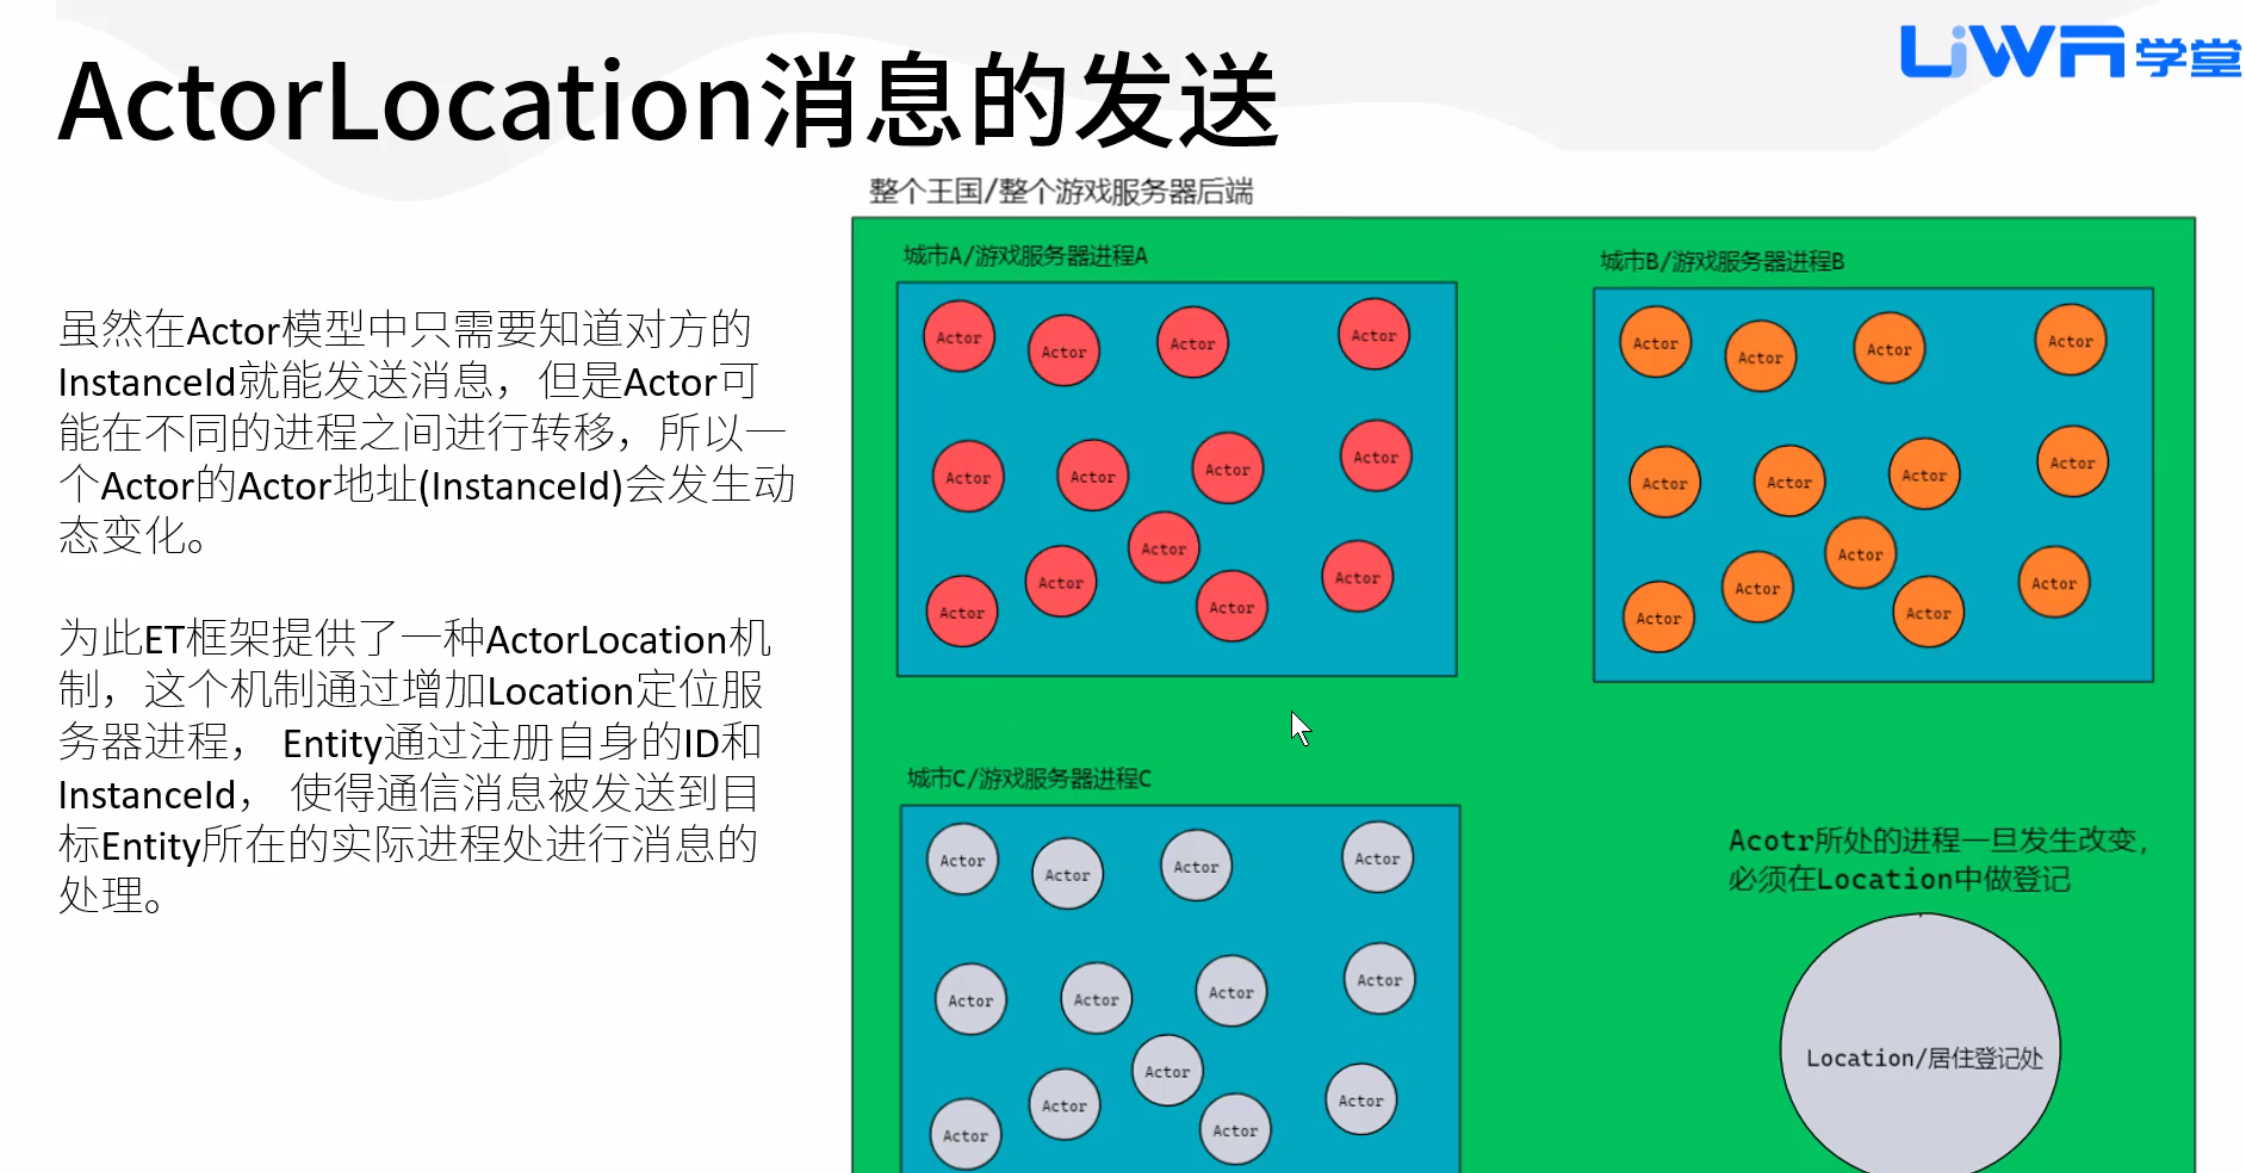 ActorLocation消息的发送
LiWA学堂
虽然在Actor模型中只需要知道对方的
InstanceId就能发送消息，但是Actor可
能在不同的进程之间进行转移，所以一
个Actor的Actor地址(InstanceId)会发生动
态变化。
为此ET框架提供了一种ActorLocation机
制，这个机制通过增加Location定位服
务器进程， Entity通过注册自身的ID和
InstanceId， 使得通信消息被发送到目
标Entity所在的实际进程处进行消息的
处理。
整个王国/整个游戏服务器后端
城市A/游戏服务器进程A
Actor
Actor
Actor
Actor
Actor
Actor
Actor
Actor
Actor
Actor
Actor
Actor
Actor
城市B/游戏服务器进程B
Actor
Actor
Actor
Actor
Actor
Actor
Actor
Actor
Actor
Actor
Actor
Actor
Actor
城市C/游戏服务器进程C
Actor
Actor
Actor
Actor
Actor
Actor
Actor
Actor
Actor
Actor
Actor
Actor
Actor
Acotr所处的进程一旦发生改变，
必须在Location中做登记
Location/居住登记处